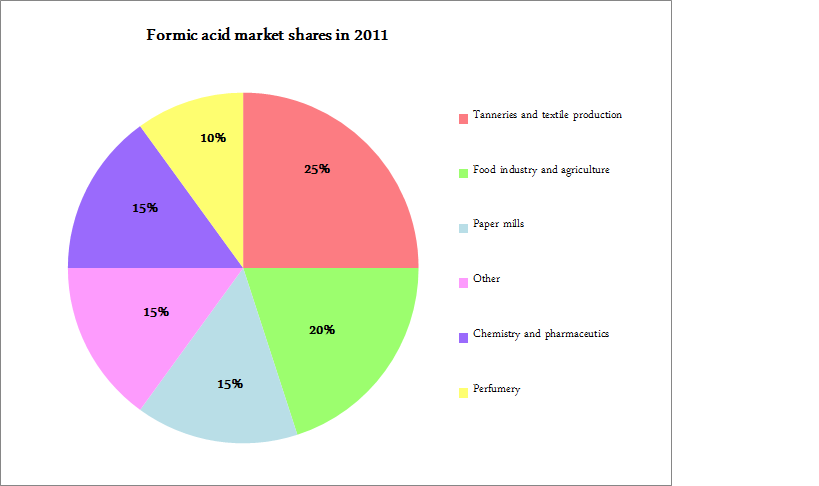 Formic acid market shares in 2011
10%
25%
15%
15%
20%
15%
Tanneries and textile production
Food industry and agriculture
Paper mills
Other
Chemistry and pharmaceutics
Perfumery